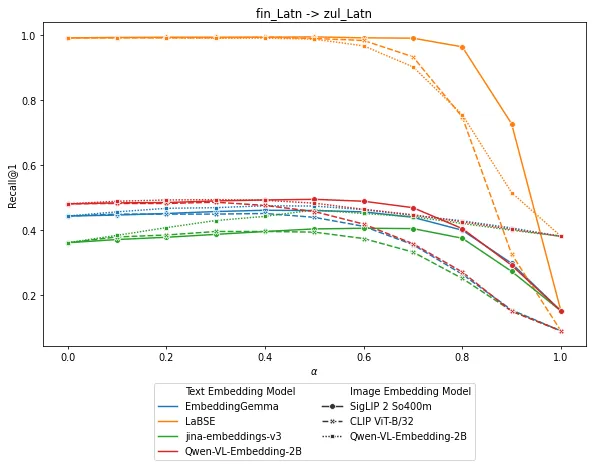 fin_Latn -> zul_Latn
Recall@1
1.0
0.8
0.6
0.4
0.2
0.0 0.2 0.4 0.6 0.8 1.0
α
Text Embedding Model Image Embedding Model
EmbeddingGemma SigLIP 2 So400m
LaBSE CLIP ViT-B/32
jina-embeddings-v3 Qwen-VL-Embedding-2B
Qwen-VL-Embedding-2B